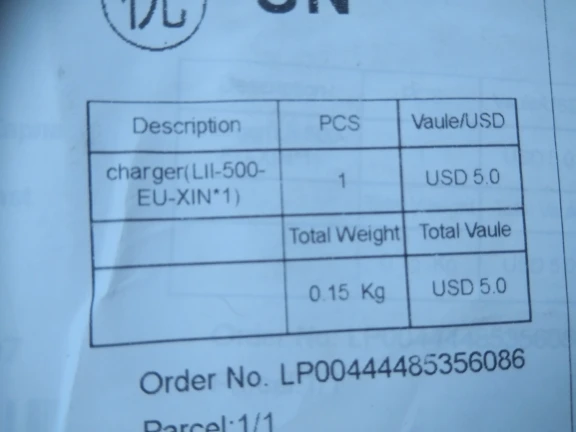 优 CN
Description PCS Vaule/USD
charger(LII-500-
EU-XIN*1) 1 USD 5.0
Total Weight Total Vaule
0.15 Kg USD 5.0
Order No. LP00444485356086
Parcel:1/1